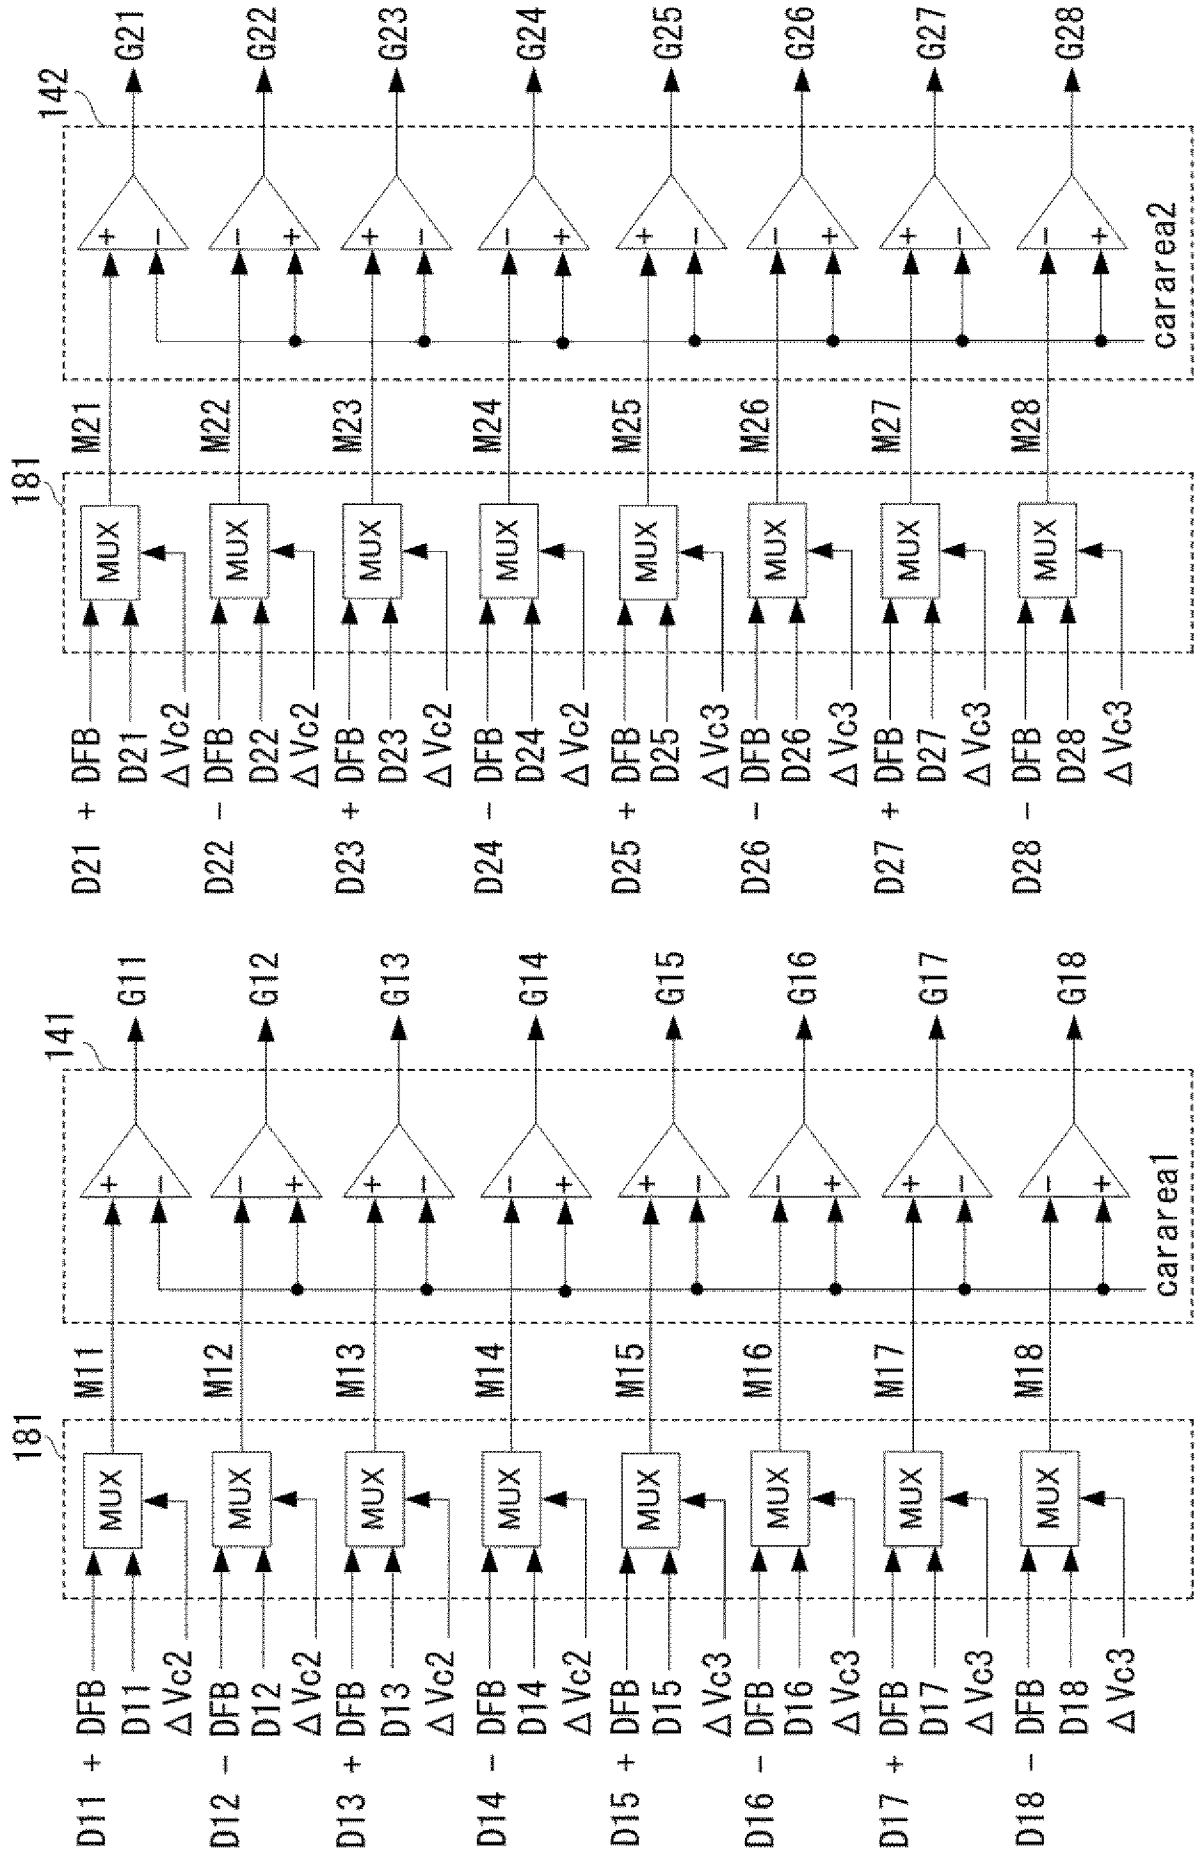 181
141
D11 + DFB
D11
ΔVc2
MUX
M11
+
−
G11
D12 - DFB
D12
ΔVc2
MUX
M12
−
+
G12
D13 + DFB
D13
ΔVc2
MUX
M13
+
−
G13
D14 - DFB
D14
ΔVc2
MUX
M14
−
+
G14
D15 + DFB
D15
ΔVc3
MUX
M15
+
−
G15
D16 - DFB
D16
ΔVc3
MUX
M16
−
+
G16
D17 + DFB
D17
ΔVc3
MUX
M17
+
−
G17
D18 - DFB
D18
ΔVc3
MUX
M18
−
+
G18
cararea1
181
142
D21 + DFB
D21
ΔVc2
MUX
M21
+
−
G21
D22 - DFB
D22
ΔVc2
MUX
M22
−
+
G22
D23 + DFB
D23
ΔVc2
MUX
M23
+
−
G23
D24 - DFB
D24
ΔVc2
MUX
M24
−
+
G24
D25 + DFB
D25
ΔVc3
MUX
M25
+
−
G25
D26 - DFB
D26
ΔVc3
MUX
M26
−
+
G26
D27 + DFB
D27
ΔVc3
MUX
M27
+
−
G27
D28 - DFB
D28
ΔVc3
MUX
M28
−
+
G28
cararea2